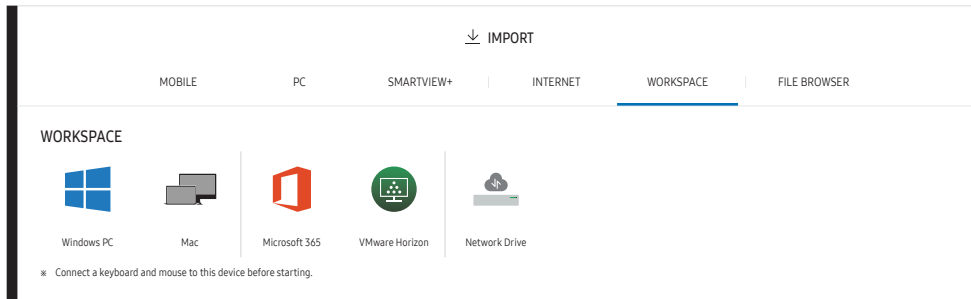 IMPORT
MOBILE PC SMARTVIEW+ INTERNET WORKSPACE FILE BROWSER
WORKSPACE
Windows PC Mac Microsoft 365 VMware Horizon Network Drive
※ Connect a keyboard and mouse to this device before starting.